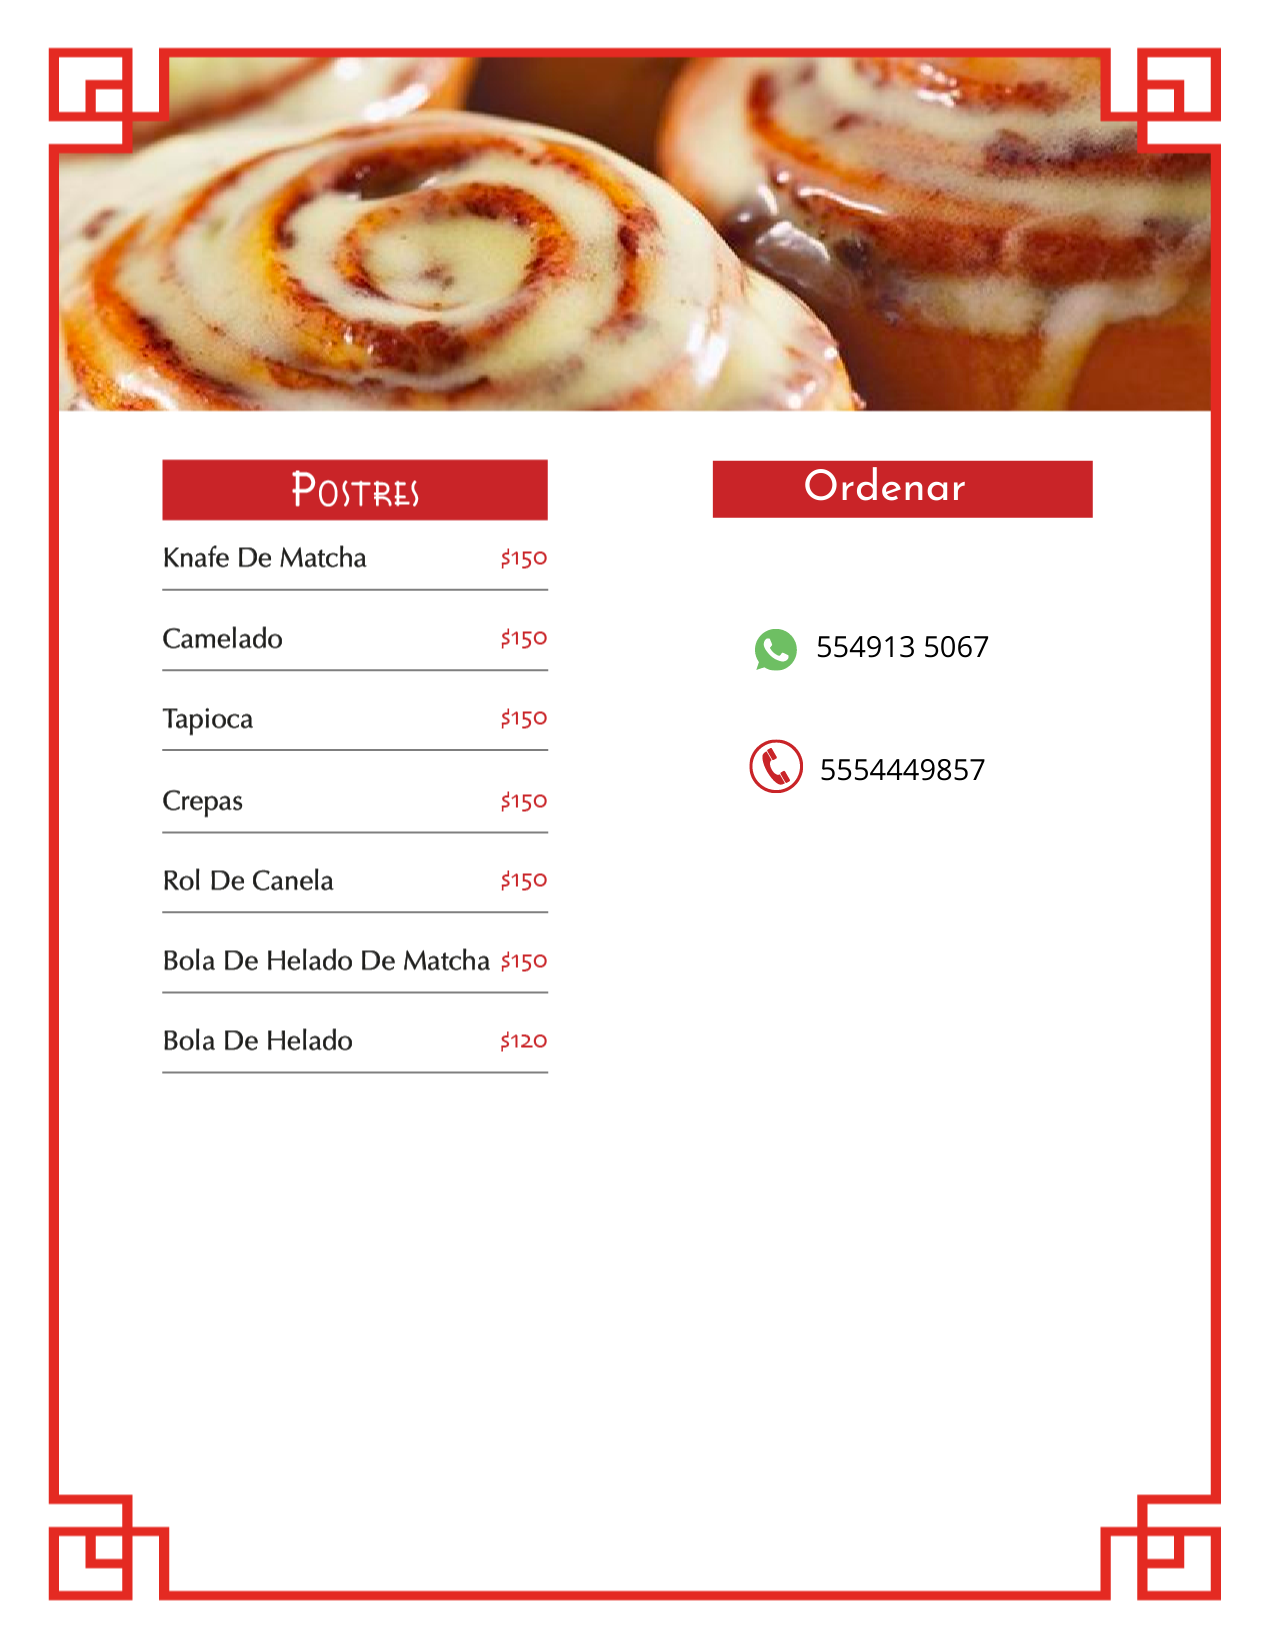 Postres
Knafe De Matcha $150
Camelado $150
Tapioca $150
Crepas $150
Rol De Canela $150
Bola De Helado De Matcha $150
Bola De Helado $120
Ordenar
554913 5067
5554449857